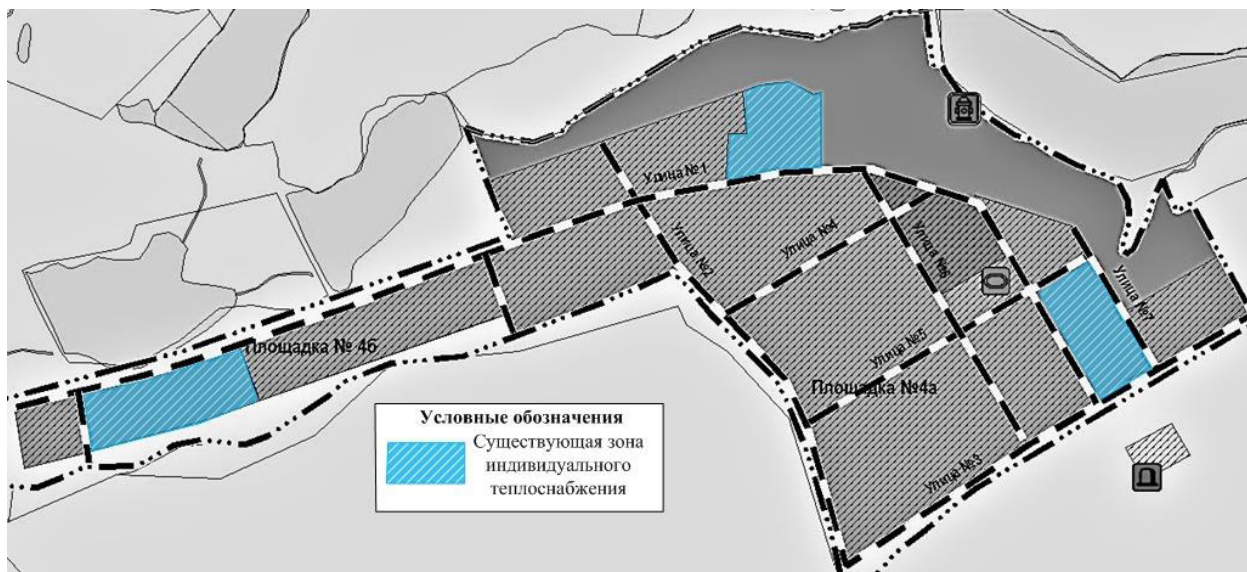 Улица №1
Улица №2
Улица №4
Улица №6
Улица №7
Площадка № 4б
Улица №5
Площадка №4а
Улица №3
Условные обозначения
Существующая зона
индивидуального
теплоснабжения